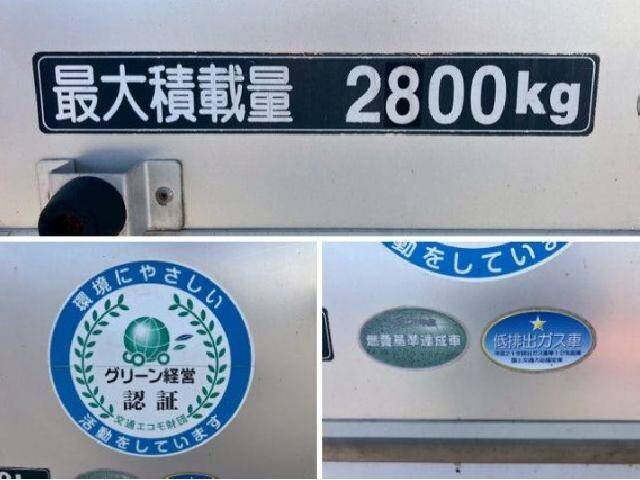 最大積載量 2800kg
環境にやさしい
グリーン経営
認証
交通エコモ財団
活動をしています
動をしていま
燃費基準達成車
低排出ガス車